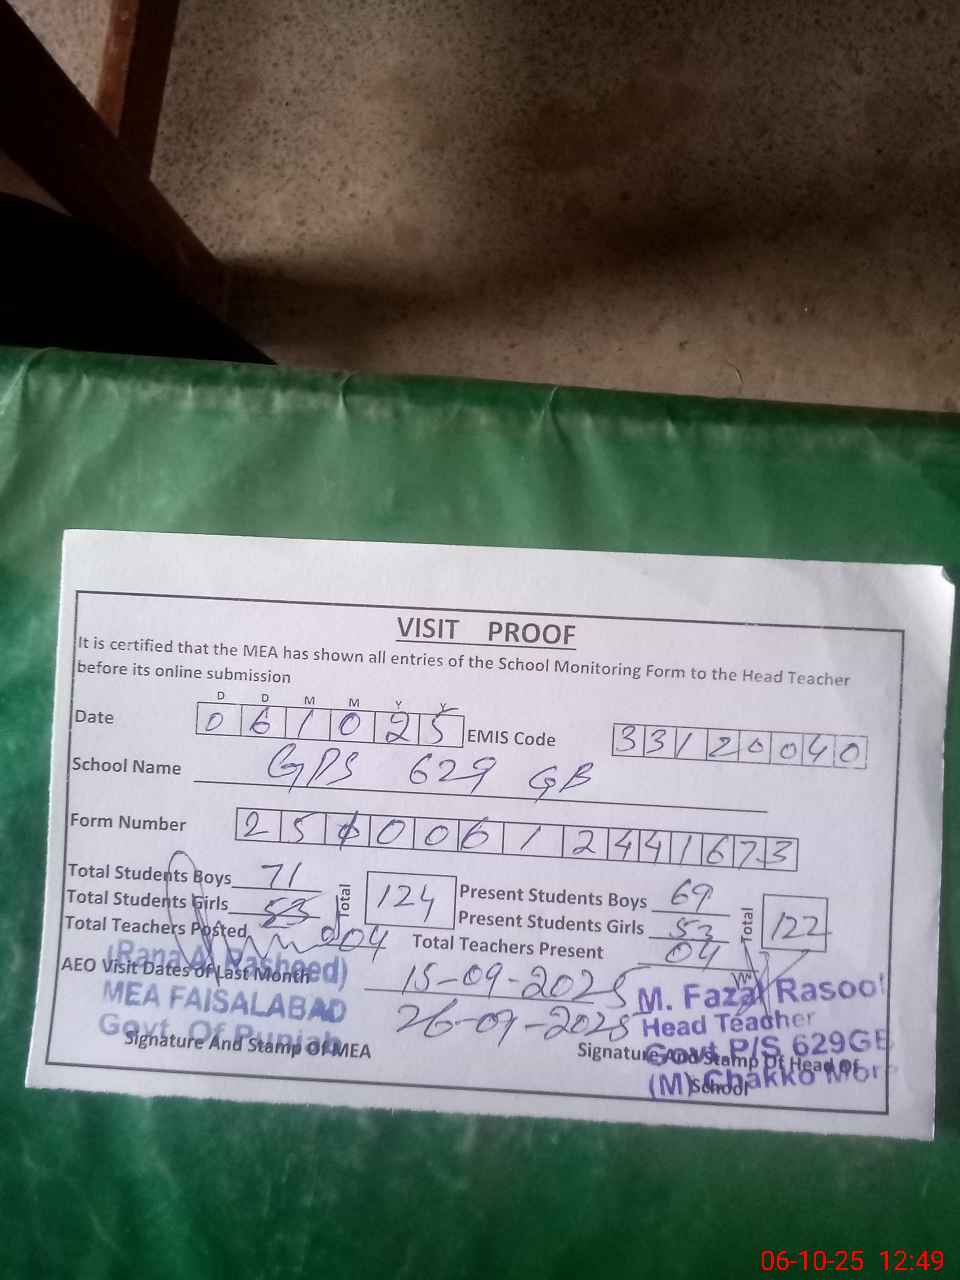 VISIT PROOF
It is certified that the MEA has shown all entries of the School Monitoring Form to the Head Teacher
before its online submission
D D M M Y Y
Date 0 6 1 0 2 5 EMIS Code 3 3 1 2 0 0 4 0
School Name GPS 629 GB
Form Number 2 5 0 0 0 6 1 2 4 4 1 6 7 3
Total Students Boys 71 Total 124 Present Students Boys 69 Total 122
Total Students Girls 53 Present Students Girls 53
Total Teachers Posted 04 Total Teachers Present 04
AEO Visit Dates of Last Month 15-09-2025
26-09-2025
(Rana A Rasheed)
MEA FAISALABAD
Govt. Of Punjab
Signature And Stamp Of MEA
M. Fazal Rasool
Head Teacher
Govt P/S 629GB
(M) Chakko Mor
Signature And Stamp Of Head Of
School
06-10-25 12:49